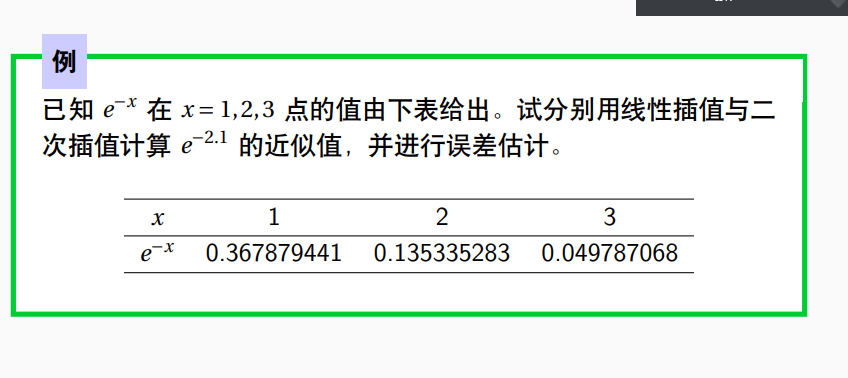 例
已知 e⁻ˣ 在 x = 1,2,3 点的值由下表给出。试分别用线性插值与二
次插值计算 e⁻²·¹ 的近似值，并进行误差估计。
x 1 2 3
e⁻ˣ 0.367879441 0.135335283 0.049787068